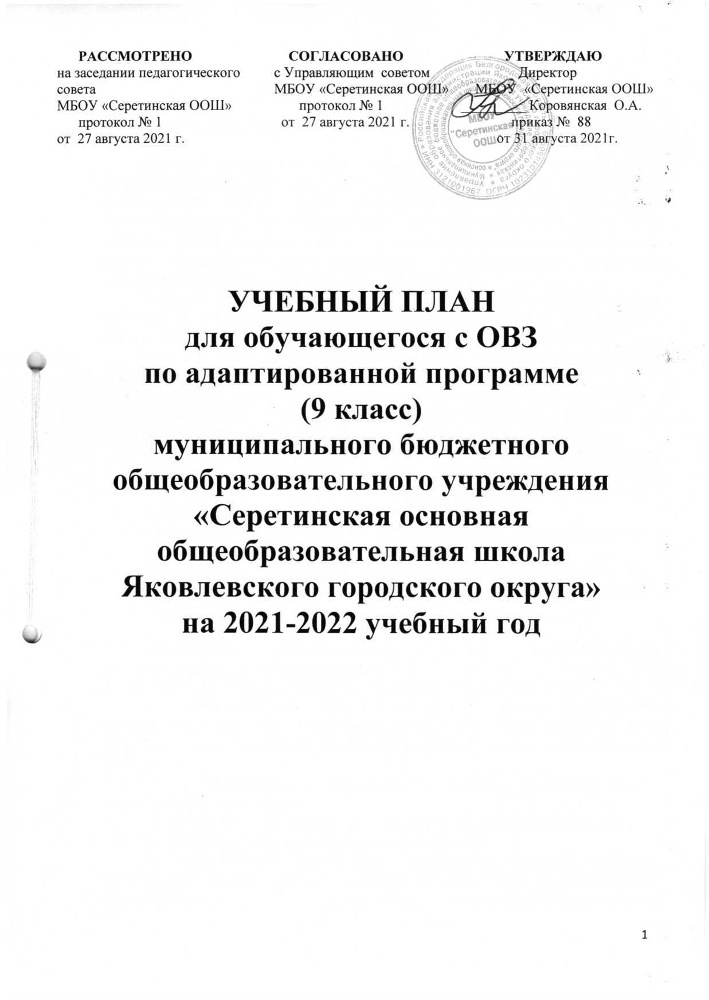 РАССМОТРЕНО
на заседании педагогического
совета
МБОУ «Серетинская ООШ»
протокол № 1
от 27 августа 2021 г.
СОГЛАСОВАНО
с Управляющим советом
МБОУ «Серетинская ООШ»
протокол № 1
от 27 августа 2021 г.
УТВЕРЖДАЮ
Директор
МБОУ «Серетинская ООШ»
Коровянская О.А.
приказ № 88
от 31 августа 2021г.
МБОУ
"Серетинская
ООШ"
УЧЕБНЫЙ ПЛАН
для обучающегося с ОВЗ
по адаптированной программе
(9 класс)
муниципального бюджетного
общеобразовательного учреждения
«Серетинская основная
общеобразовательная школа
Яковлевского городского округа»
на 2021-2022 учебный год
1